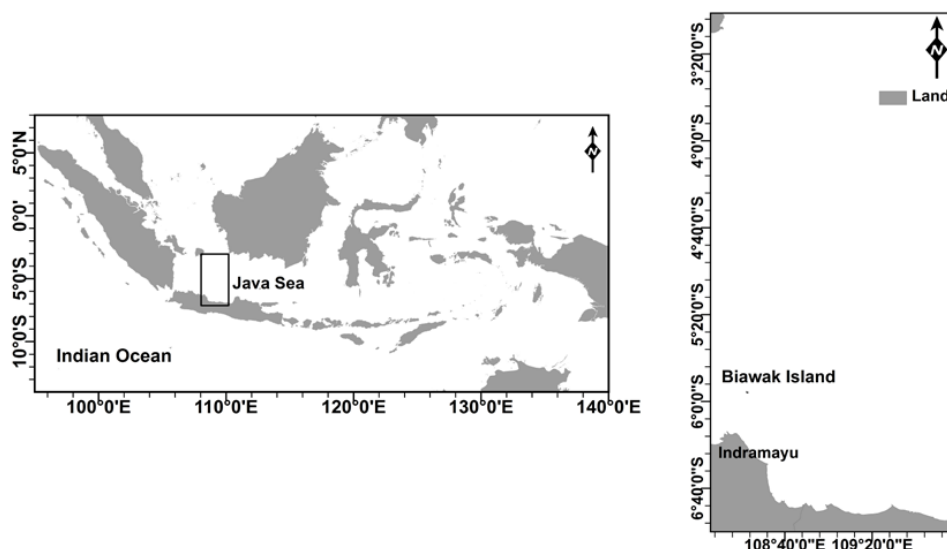 5°0'N
0°0'
5°0'S
10°0'S
N
Java Sea
Indian Ocean
100°0'E
110°0'E
120°0'E
130°0'E
140°0'E
N
Land
3°20'0"S
4°0'0"S
4°40'0"S
5°20'0"S
6°0'0"S
6°40'0"S
Biawak Island
Indramayu
108°40'0"E 109°20'0"E